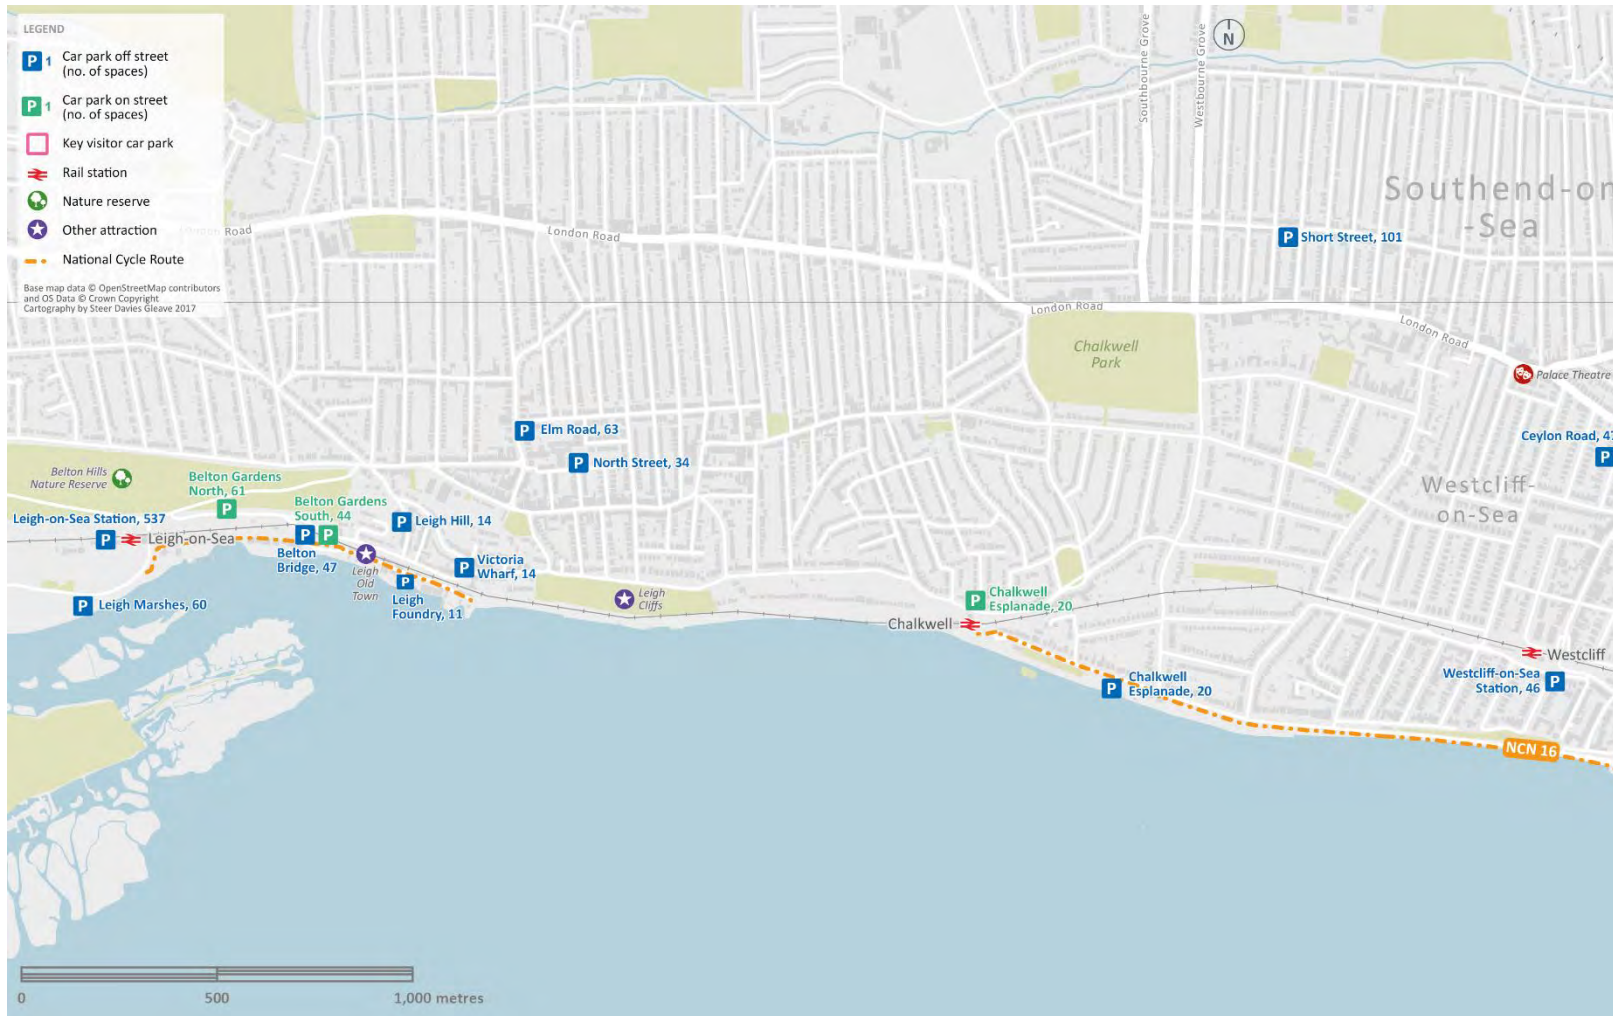 LEGEND
P 1 Car park off street
(no. of spaces)
P 1 Car park on street
(no. of spaces)
Key visitor car park
Rail station
Nature reserve
Other attraction
National Cycle Route
Base map data © OpenStreetMap contributors
and OS Data © Crown Copyright
Cartography by Steer Davies Gleave 2017
Southbourne Grove
Westbourne Grove
N
Southend-on
-Sea
Road
London Road
P Short Street, 101
London Road
London Road
Chalkwell
Park
Palace Theatre
P Elm Road, 63
Ceylon Road, 47
P
P North Street, 34
Belton Hills
Nature Reserve
Belton Gardens
North, 61
P
Westcliff-
on-Sea
Belton Gardens
South, 44
P P
Leigh-on-Sea Station, 537
P Leigh-on-Sea
P Leigh Hill, 14
Belton
Bridge, 47
Leigh
Old
Town
P Victoria
Wharf, 14
P
Leigh
Foundry, 11
Leigh
Cliffs
P Leigh Marshes, 60
P Chalkwell
Esplanade, 20
Chalkwell
Westcliff
P Chalkwell
Esplanade, 20
Westcliff-on-Sea
Station, 46 P
NCN 16
0 500 1,000 metres